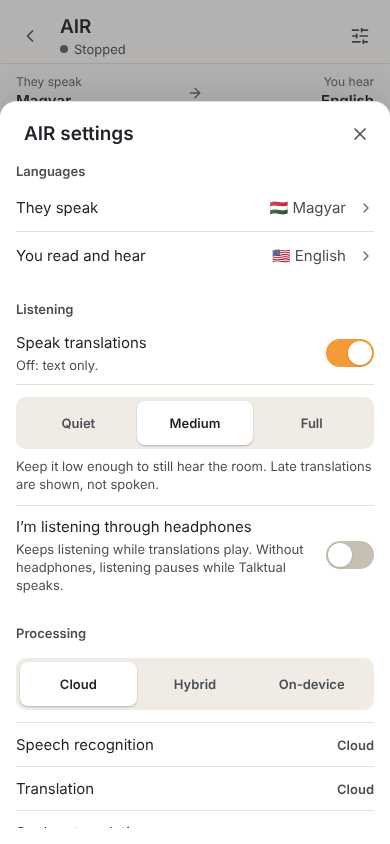 AIR
Stopped
They speak
You hear
Magyar
English
AIR settings
Languages
They speak
Magyar
You read and hear
English
Listening
Speak translations
Off: text only.
Quiet
Medium
Full
Keep it low enough to still hear the room. Late translations
are shown, not spoken.
I’m listening through headphones
Keeps listening while translations play. Without
headphones, listening pauses while Talktual
speaks.
Processing
Cloud
Hybrid
On-device
Speech recognition
Cloud
Translation
Cloud